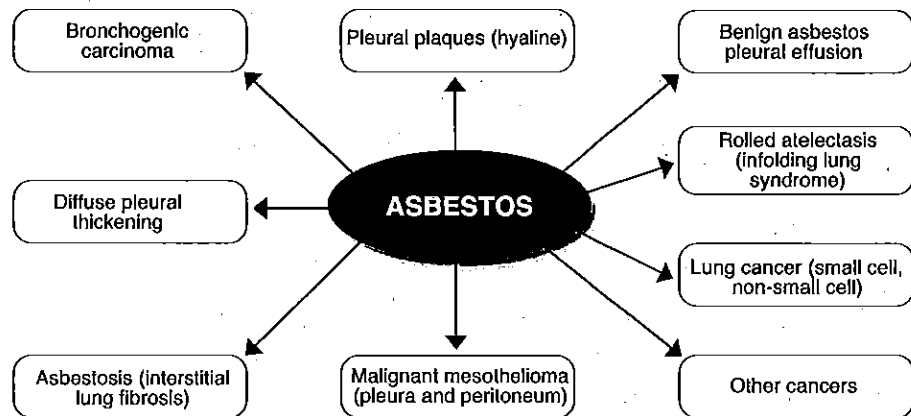 Bronchogenic
carcinoma
Pleural plaques (hyaline)
Benign asbestos
pleural effusion
Rolled atelectasis
(infolding lung
syndrome)
Diffuse pleural
thickening
ASBESTOS
Lung cancer (small cell,
non-small cell)
Asbestosis (interstitial
lung fibrosis)
Malignant mesothelioma
(pleura and peritoneum)
Other cancers